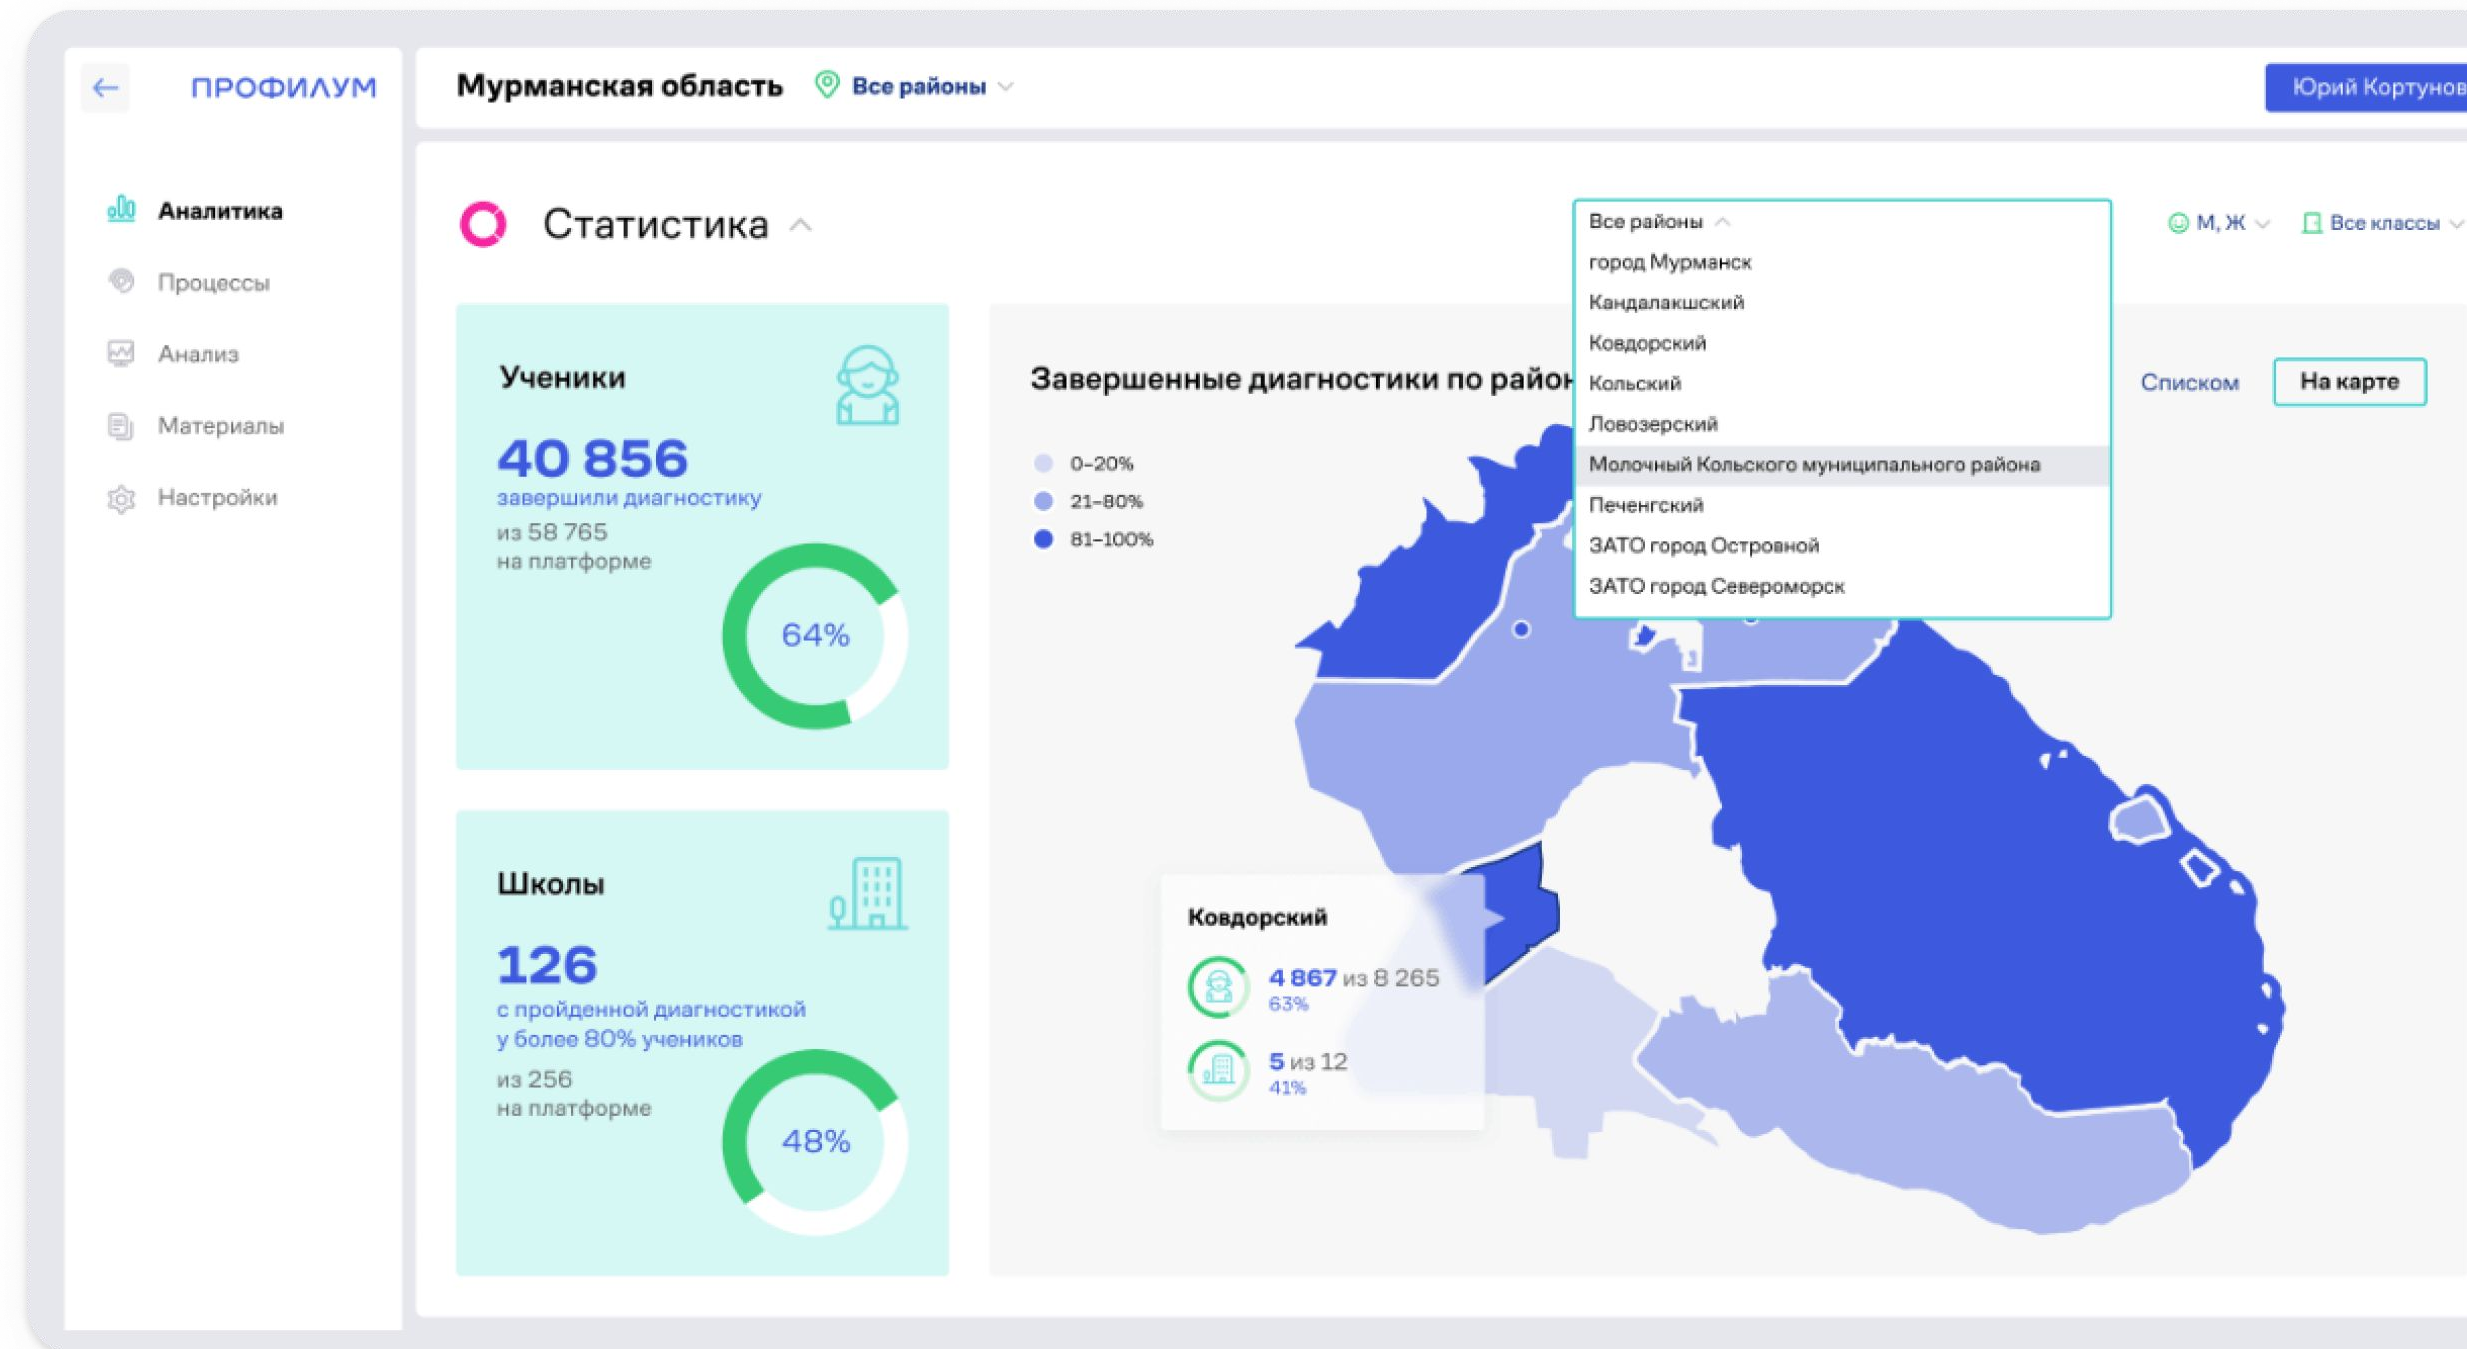 ПРОФИЛУМ
Мурманская область
Все районы
Юрий Кортунов
Аналитика
Процессы
Анализ
Материалы
Настройки
Статистика
Все районы
город Мурманск
Кандалакшский
Ковдорский
Кольский
Ловозерский
Молочный Кольского муниципального района
Печенгский
ЗАТО город Островной
ЗАТО город Североморск
М, Ж
Все классы
Ученики
40 856
завершили диагностику
из 58 765
на платформе
64%
Школы
126
с пройденной диагностикой
у более 80% учеников
из 256
на платформе
48%
Завершенные диагностики по район
Списком
На карте
0–20%
21–80%
81–100%
Ковдорский
4 867 из 8 265
63%
5 из 12
41%